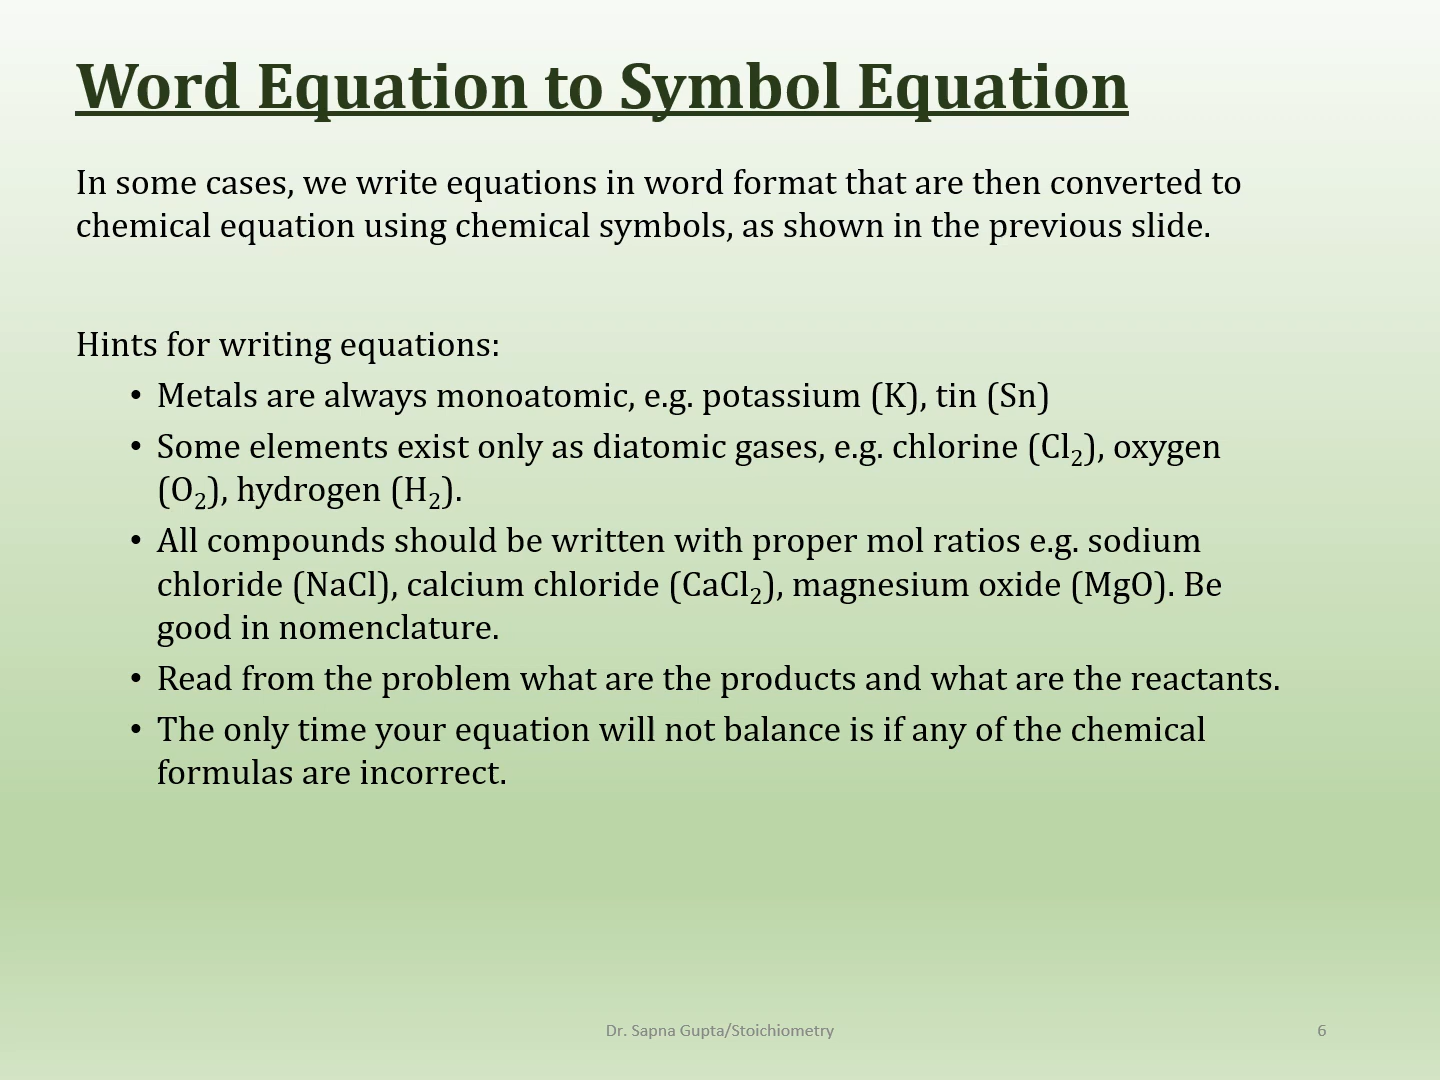 Word Equation to Symbol Equation
In some cases, we write equations in word format that are then converted to
chemical equation using chemical symbols, as shown in the previous slide.
Hints for writing equations:
• Metals are always monoatomic, e.g. potassium (K), tin (Sn)
• Some elements exist only as diatomic gases, e.g. chlorine (Cl₂), oxygen
(O₂), hydrogen (H₂).
• All compounds should be written with proper mol ratios e.g. sodium
chloride (NaCl), calcium chloride (CaCl₂), magnesium oxide (MgO). Be
good in nomenclature.
• Read from the problem what are the products and what are the reactants.
• The only time your equation will not balance is if any of the chemical
formulas are incorrect.
Dr. Sapna Gupta/Stoichiometry
6